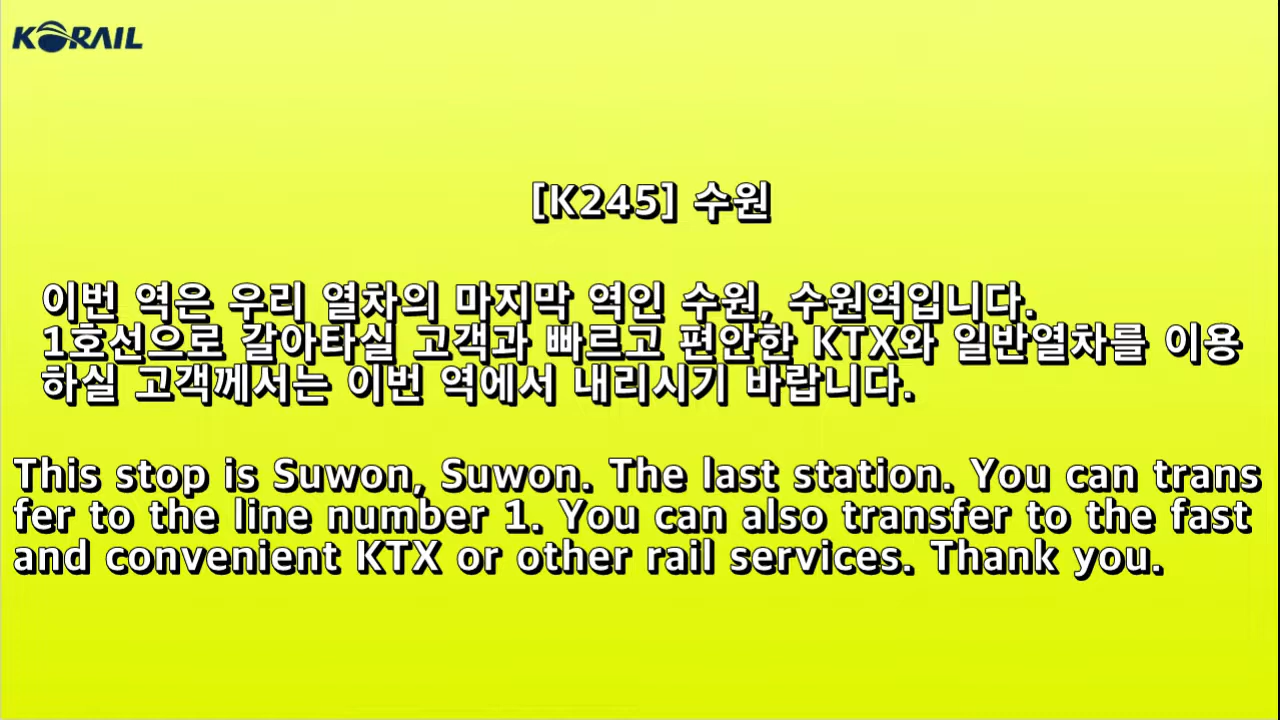 KORAIL
[K245] 수원
이번 역은 우리 열차의 마지막 역인 수원, 수원역입니다.
1호선으로 갈아타실 고객과 빠르고 편안한 KTX와 일반열차를 이용
하실 고객께서는 이번 역에서 내리시기 바랍니다.
This stop is Suwon, Suwon. The last station. You can trans
fer to the line number 1. You can also transfer to the fast
and convenient KTX or other rail services. Thank you.